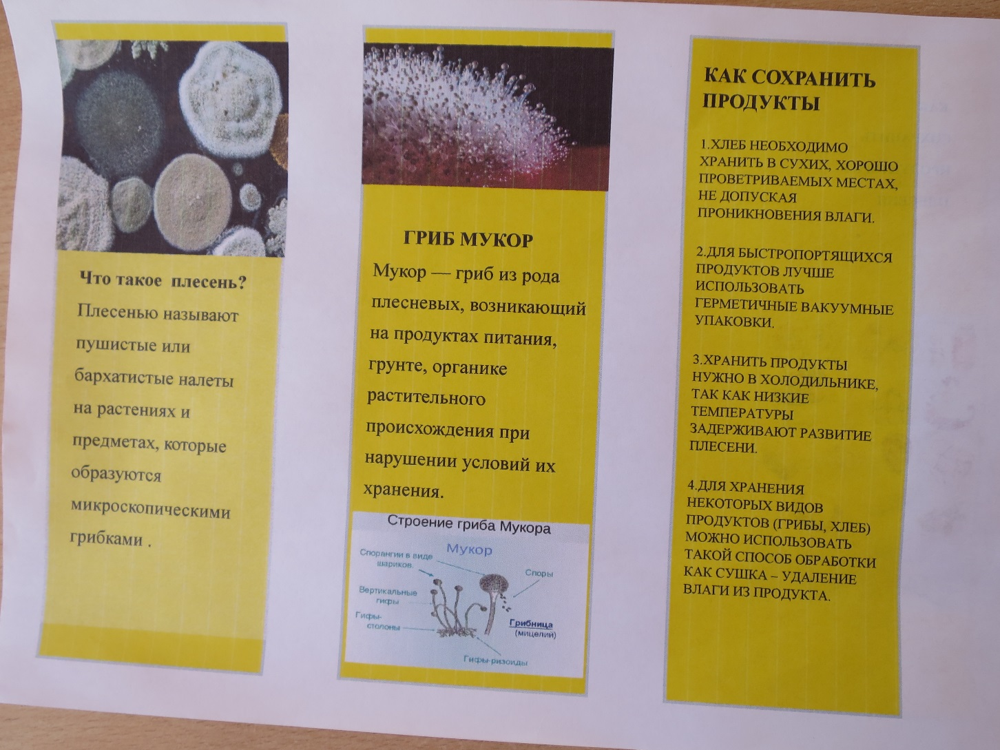 Что такое плесень?
Плесенью называют
пушистые или
бархатистые налеты
на растениях и
предметах, которые
образуются
микроскопическими
грибками .
ГРИБ МУКОР
Мукор — гриб из рода
плесневых, возникающий
на продуктах питания,
грунте, органике
растительного
происхождения при
нарушении условий их
хранения.
Строение гриба Мукора
Мукор
Спорангии в виде
шариков.
Споры
Вертикальные
гифы
Гифы-
столоны
Грибница
(мицелий)
Гифы-ризоиды
КАК СОХРАНИТЬ
ПРОДУКТЫ
1.ХЛЕБ НЕОБХОДИМО
ХРАНИТЬ В СУХИХ, ХОРОШО
ПРОВЕТРИВАЕМЫХ МЕСТАХ,
НЕ ДОПУСКАЯ
ПРОНИКНОВЕНИЯ ВЛАГИ.
2.ДЛЯ БЫСТРОПОРТЯЩИХСЯ
ПРОДУКТОВ ЛУЧШЕ
ИСПОЛЬЗОВАТЬ
ГЕРМЕТИЧНЫЕ ВАКУУМНЫЕ
УПАКОВКИ.
3.ХРАНИТЬ ПРОДУКТЫ
НУЖНО В ХОЛОДИЛЬНИКЕ,
ТАК КАК НИЗКИЕ
ТЕМПЕРАТУРЫ
ЗАДЕРЖИВАЮТ РАЗВИТИЕ
ПЛЕСЕНИ.
4.ДЛЯ ХРАНЕНИЯ
НЕКОТОРЫХ ВИДОВ
ПРОДУКТОВ (ГРИБЫ, ХЛЕБ)
МОЖНО ИСПОЛЬЗОВАТЬ
ТАКОЙ СПОСОБ ОБРАБОТКИ
КАК СУШКА – УДАЛЕНИЕ
ВЛАГИ ИЗ ПРОДУКТА.